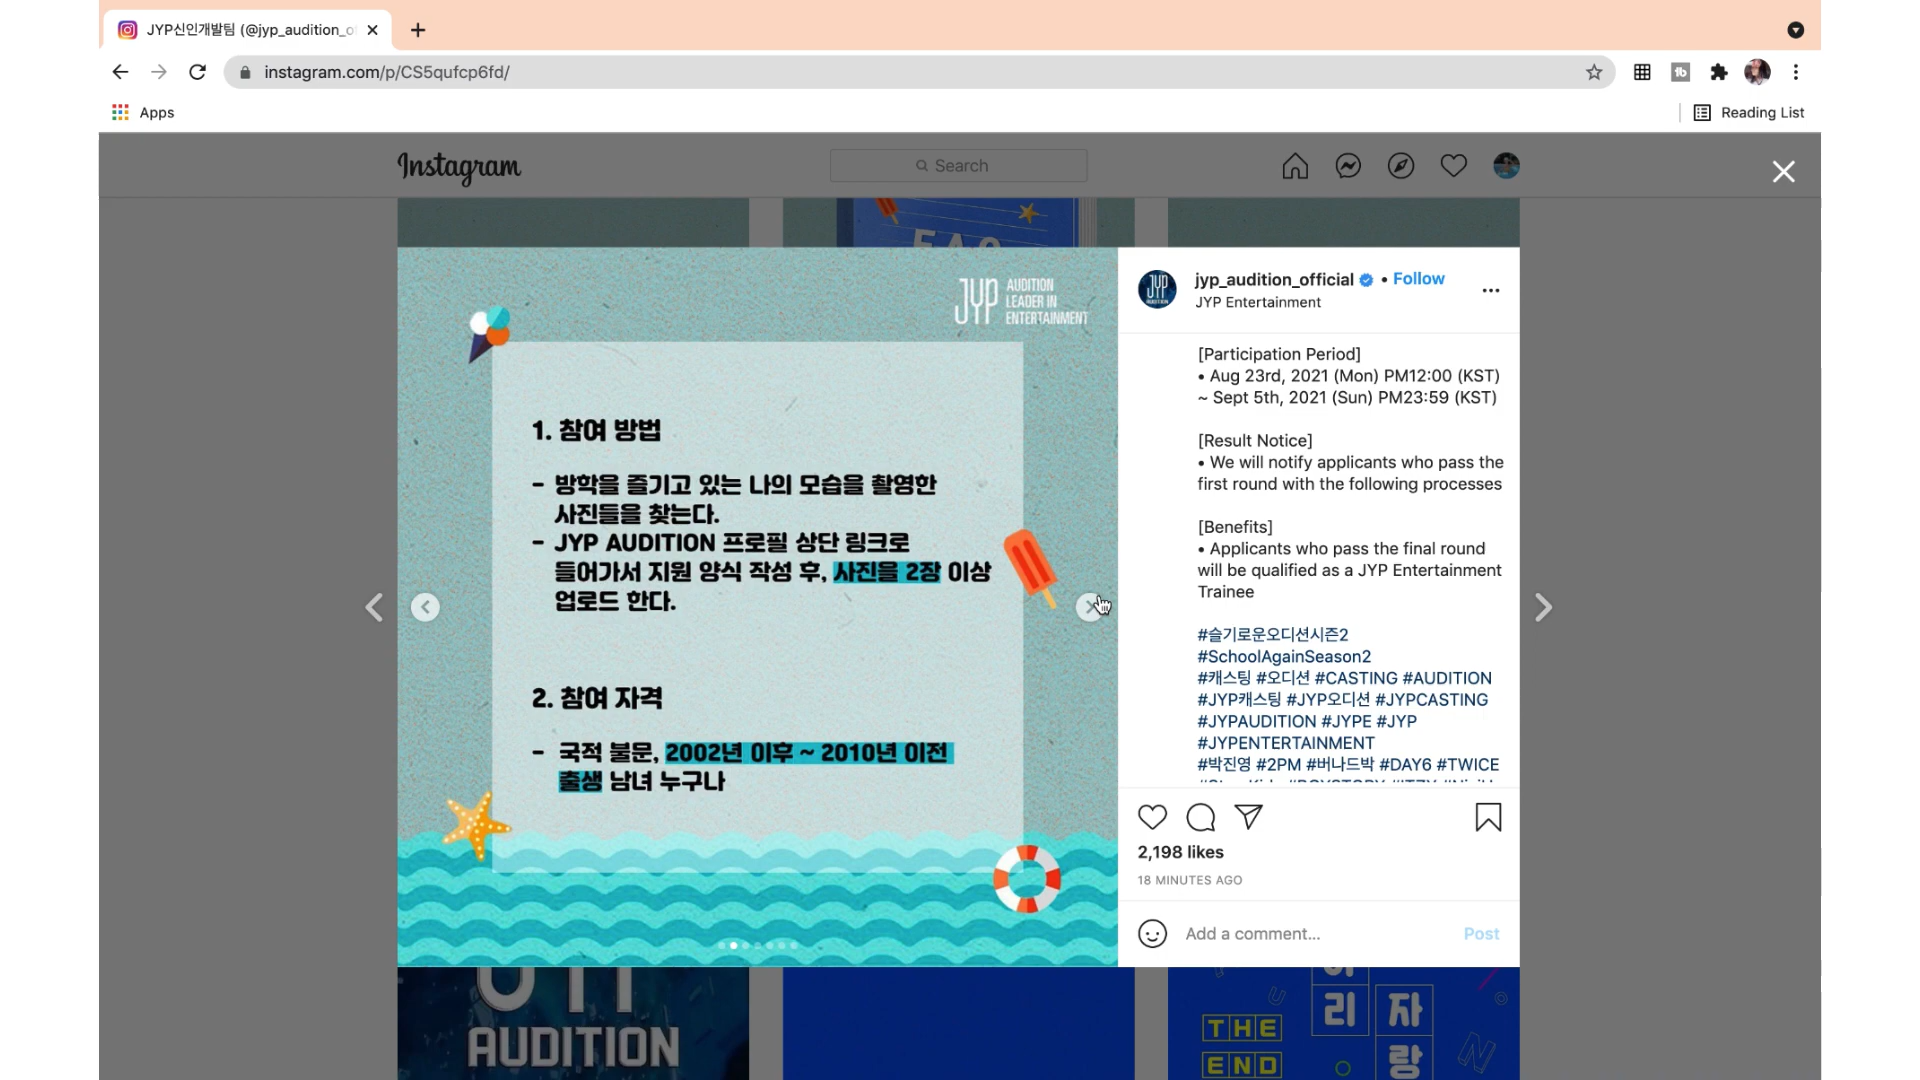 JYP신인개발팀 (@jyp_audition_o
instagram.com/p/CS5qufcp6fd/
Apps
Reading List
Instagram
Search
F.A.Q
JYP AUDITION
LEADER IN
ENTERTAINMENT
1. 참여 방법
- 방학을 즐기고 있는 나의 모습을 촬영한
사진들을 찾는다.
- JYP AUDITION 프로필 상단 링크로
들어가서 지원 양식 작성 후, 사진을 2장 이상
업로드 한다.
2. 참여 자격
- 국적 불문, 2002년 이후 ~ 2010년 이전
출생 남녀 누구나
jyp_audition_official • Follow
JYP Entertainment
[Participation Period]
• Aug 23rd, 2021 (Mon) PM12:00 (KST)
~ Sept 5th, 2021 (Sun) PM23:59 (KST)
[Result Notice]
• We will notify applicants who pass the
first round with the following processes
[Benefits]
• Applicants who pass the final round
will be qualified as a JYP Entertainment
Trainee
#슬기로운오디션시즌2
#SchoolAgainSeason2
#캐스팅 #오디션 #CASTING #AUDITION
#JYP캐스팅 #JYP오디션 #JYPCASTING
#JYPAUDITION #JYPE #JYP
#JYPENTERTAINMENT
#박진영 #2PM #버나드박 #DAY6 #TWICE
2,198 likes
18 MINUTES AGO
Add a comment...
Post
AUDITION
리 자
THE
END 랑